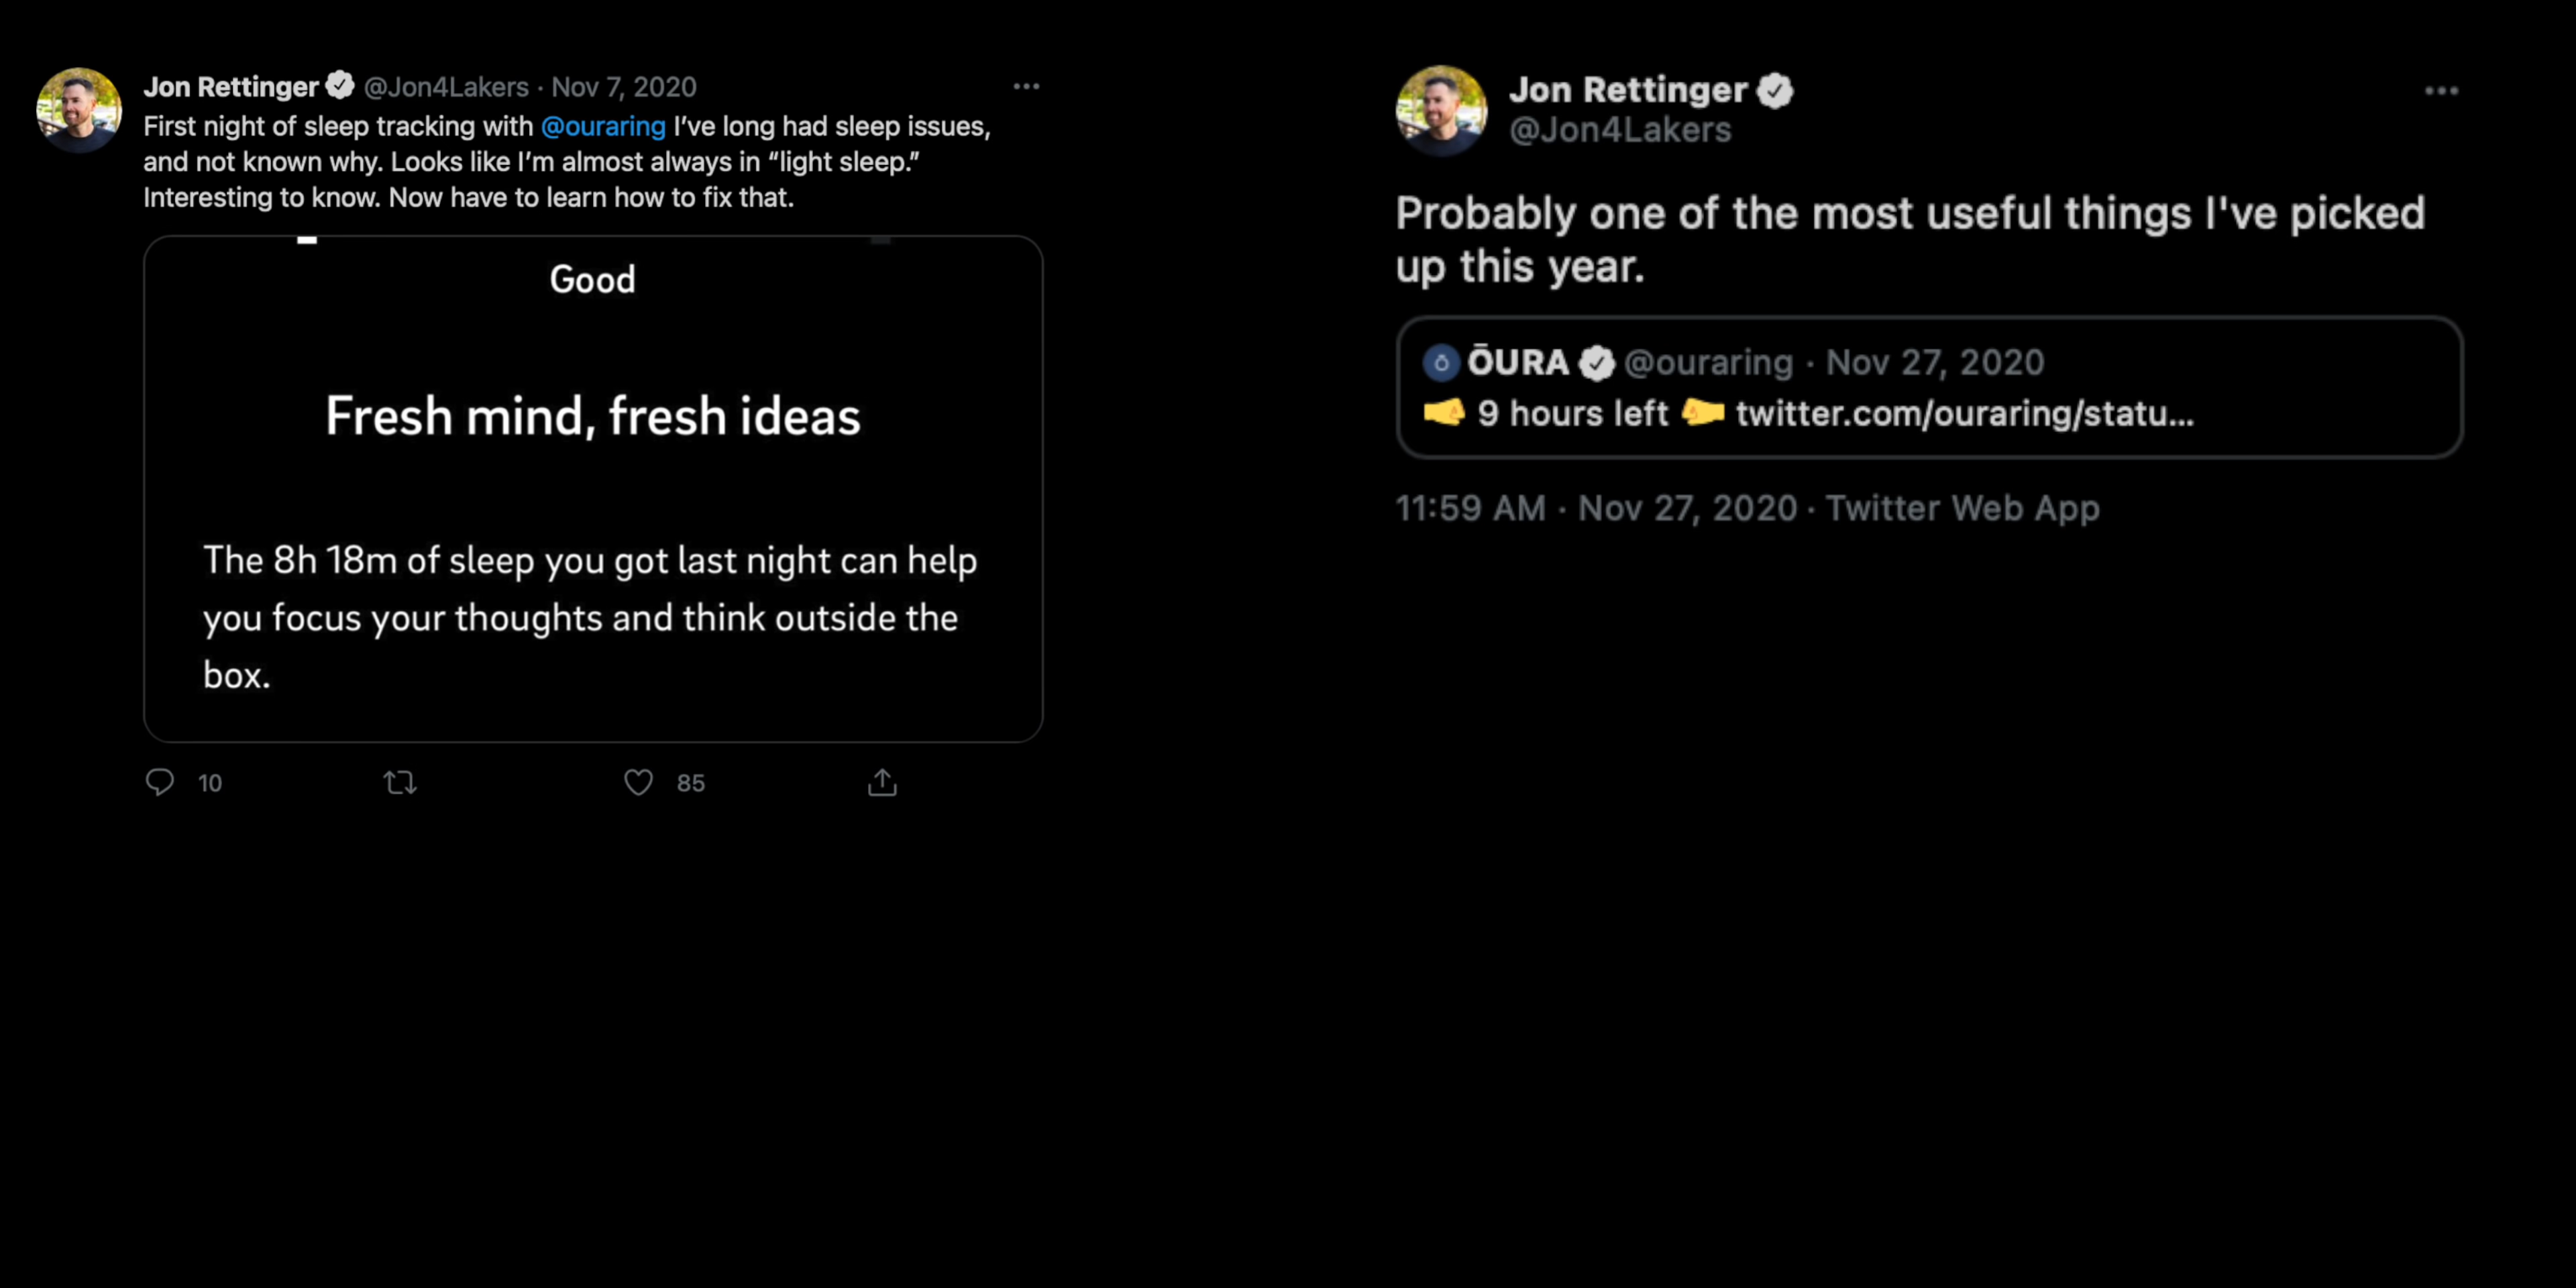 Jon Rettinger @Jon4Lakers · Nov 7, 2020
First night of sleep tracking with @ouraring I’ve long had sleep issues,
and not known why. Looks like I’m almost always in “light sleep.”
Interesting to know. Now have to learn how to fix that.
Good
Fresh mind, fresh ideas
The 8h 18m of sleep you got last night can help
you focus your thoughts and think outside the
box.
10
85
Jon Rettinger
@Jon4Lakers
Probably one of the most useful things I've picked
up this year.
ŌURA @ouraring · Nov 27, 2020
🤜 9 hours left 🤛 twitter.com/ouraring/statu...
11:59 AM · Nov 27, 2020 · Twitter Web App